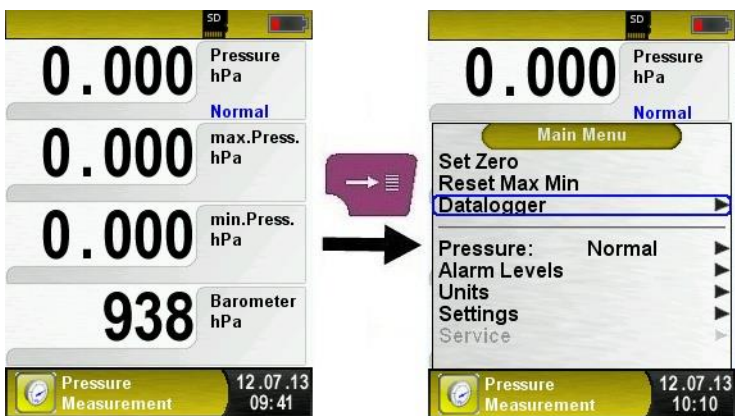 SD
0.000 Pressure
hPa
Normal
0.000 max.Press.
hPa
0.000 min.Press.
hPa
938 Barometer
hPa
Pressure 12.07.13
Measurement 09:41
SD
0.000 Pressure
hPa
Normal
Main Menu
Set Zero
Reset Max Min
Datalogger
Pressure: Normal
Alarm Levels
Units
Settings
Service
Pressure 12.07.13
Measurement 10:10